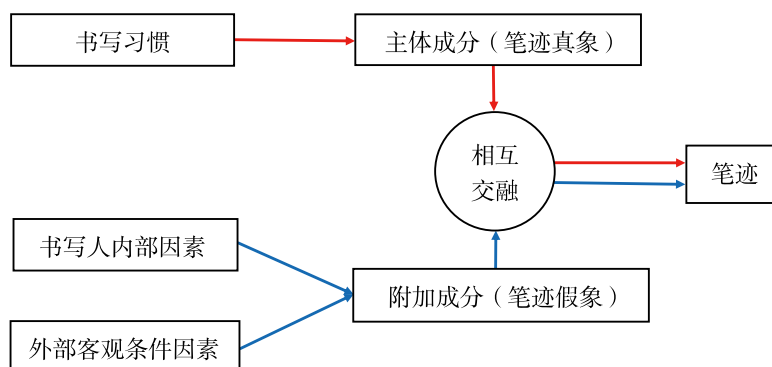 书写习惯
主体成分（笔迹真象）
相互
交融
笔迹
书写人内部因素
附加成分（笔迹假象）
外部客观条件因素